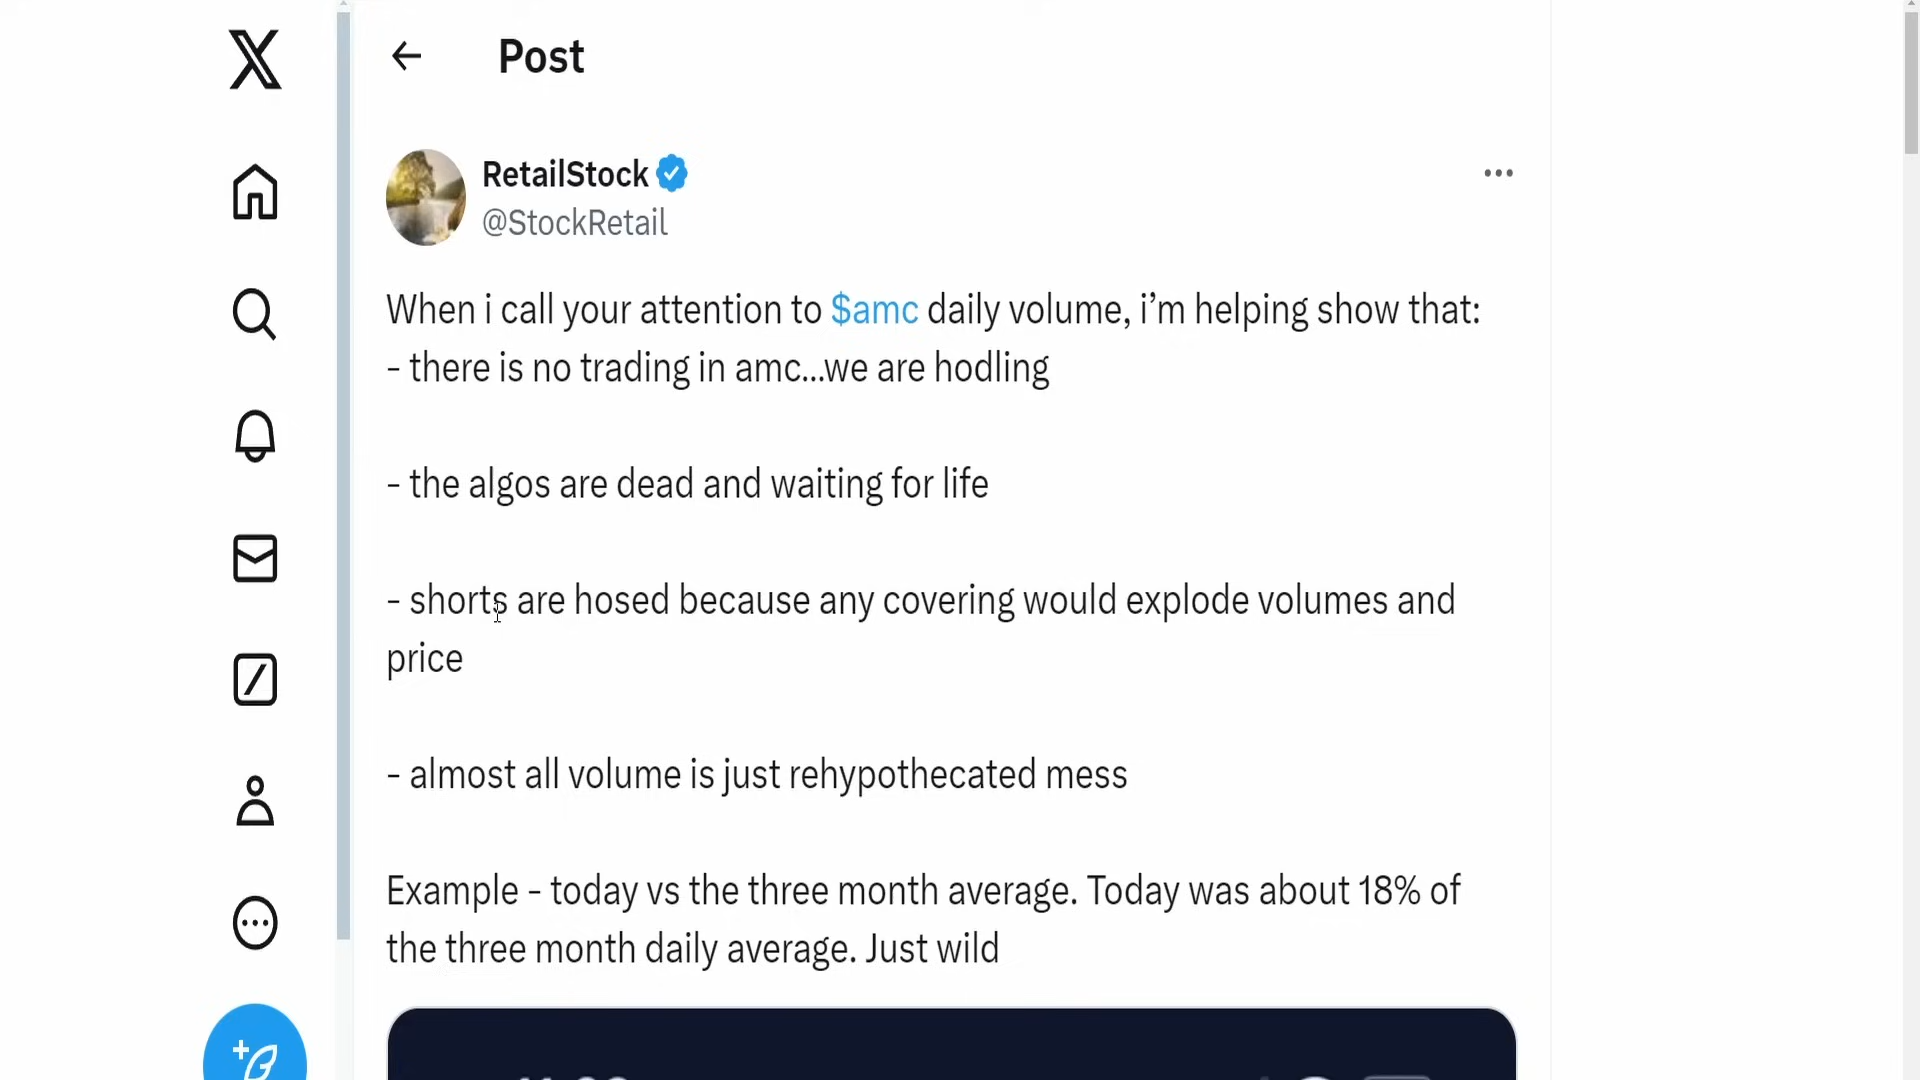 Post
RetailStock
@StockRetail
When i call your attention to $amc daily volume, i’m helping show that:
- there is no trading in amc...we are hodling
- the algos are dead and waiting for life
- shorts are hosed because any covering would explode volumes and
price
- almost all volume is just rehypothecated mess
Example - today vs the three month average. Today was about 18% of
the three month daily average. Just wild